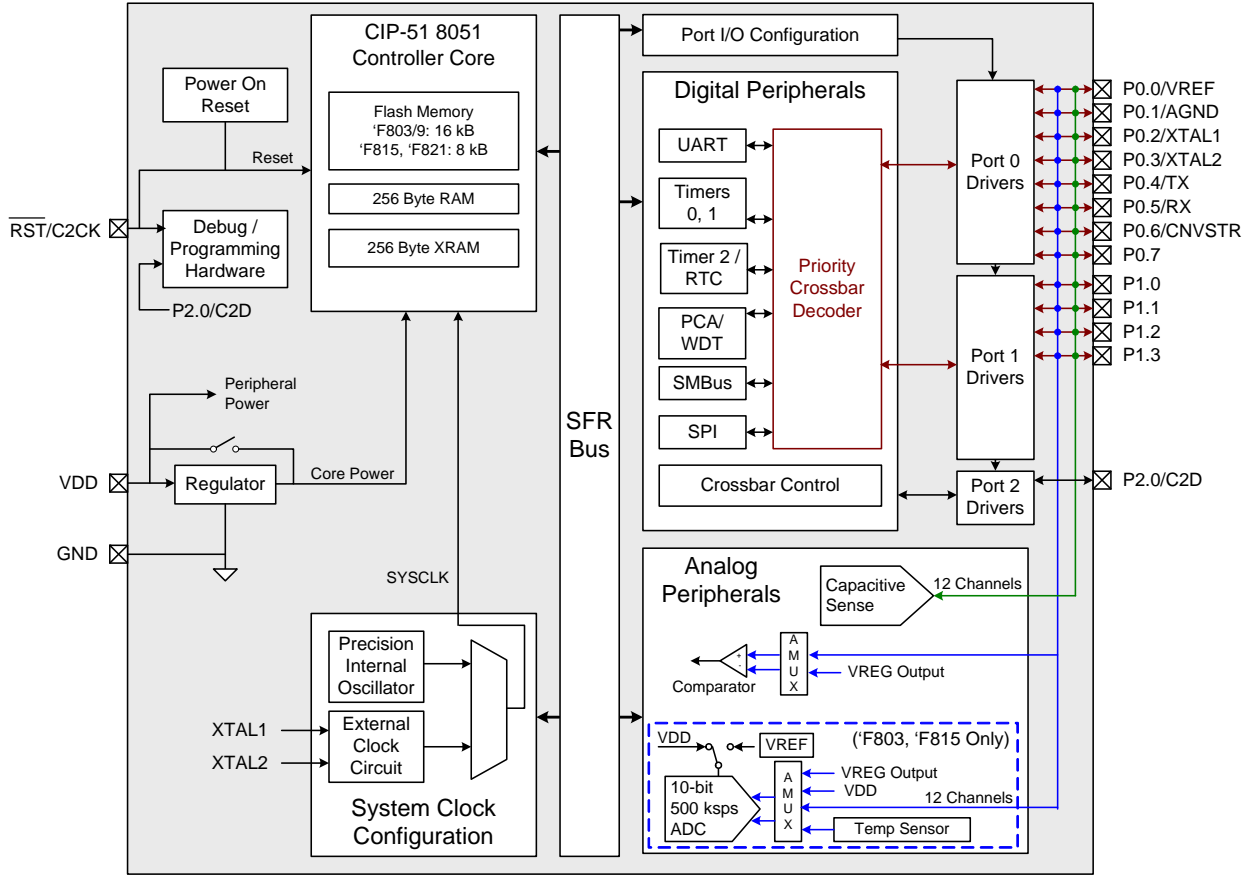 CIP-51 8051
Controller Core
Flash Memory
‘F803/9: 16 kB
‘F815, ‘F821: 8 kB
256 Byte RAM
256 Byte XRAM
Power On
Reset
Reset
RST/C2CK
Debug /
Programming
Hardware
P2.0/C2D
Peripheral
Power
VDD
Regulator
Core Power
GND
SYSCLK
Precision
Internal
Oscillator
XTAL1
XTAL2
External
Clock
Circuit
System Clock
Configuration
SFR
Bus
Port I/O Configuration
Digital Peripherals
UART
Timers
0, 1
Timer 2 /
RTC
PCA/
WDT
SMBus
SPI
Priority
Crossbar
Decoder
Crossbar Control
Port 0
Drivers
Port 1
Drivers
Port 2
Drivers
P0.0/VREF
P0.1/AGND
P0.2/XTAL1
P0.3/XTAL2
P0.4/TX
P0.5/RX
P0.6/CNVSTR
P0.7
P1.0
P1.1
P1.2
P1.3
P2.0/C2D
Analog
Peripherals
Capacitive
Sense
12 Channels
+
-
Comparator
A
M
U
X
VREG Output
(‘F803, ‘F815 Only)
VDD
VREF
10-bit
500 ksps
ADC
A
M
U
X
VREG Output
VDD
12 Channels
Temp Sensor